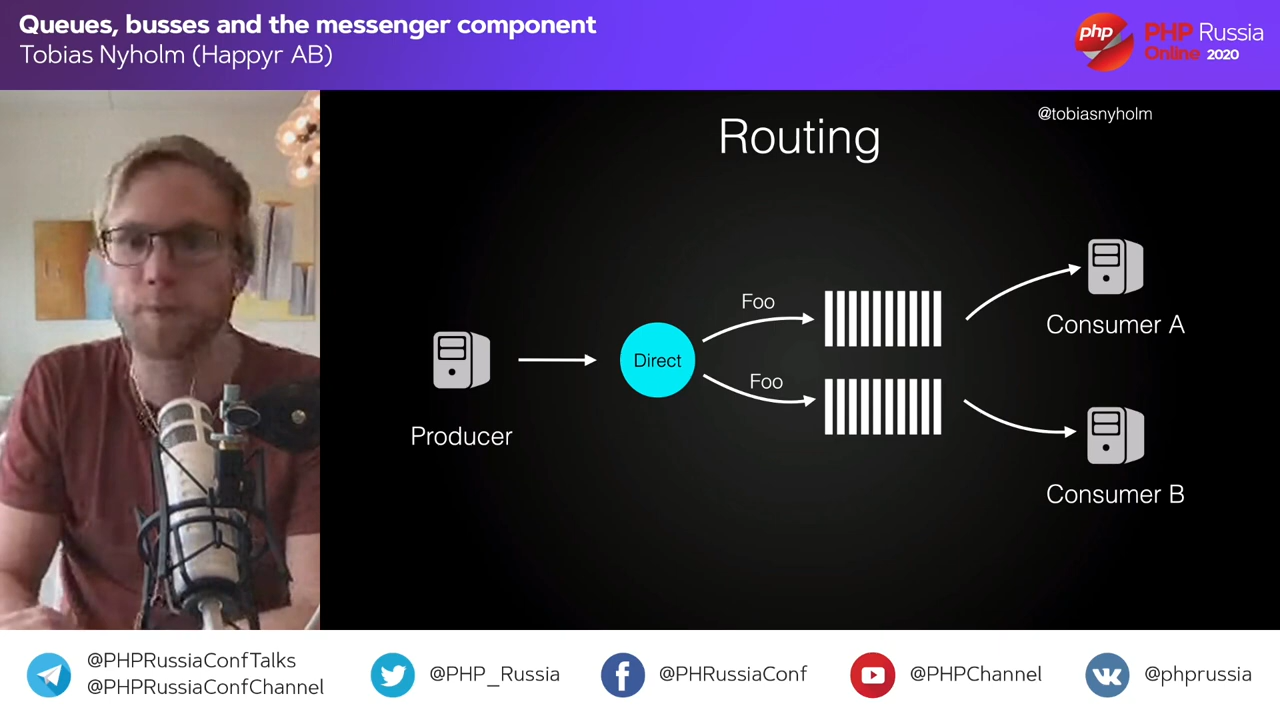 Queues, busses and the messenger component
Tobias Nyholm (Happyr AB)
php
PHP Russia
Online 2020
@tobiasnyholm
Routing
Foo
Direct
Foo
Producer
Consumer A
Consumer B
@PHPRussiaConfTalks
@PHPRussiaConfChannel
@PHP_Russia
@PHRussiaConf
@PHPChannel
@phprussia